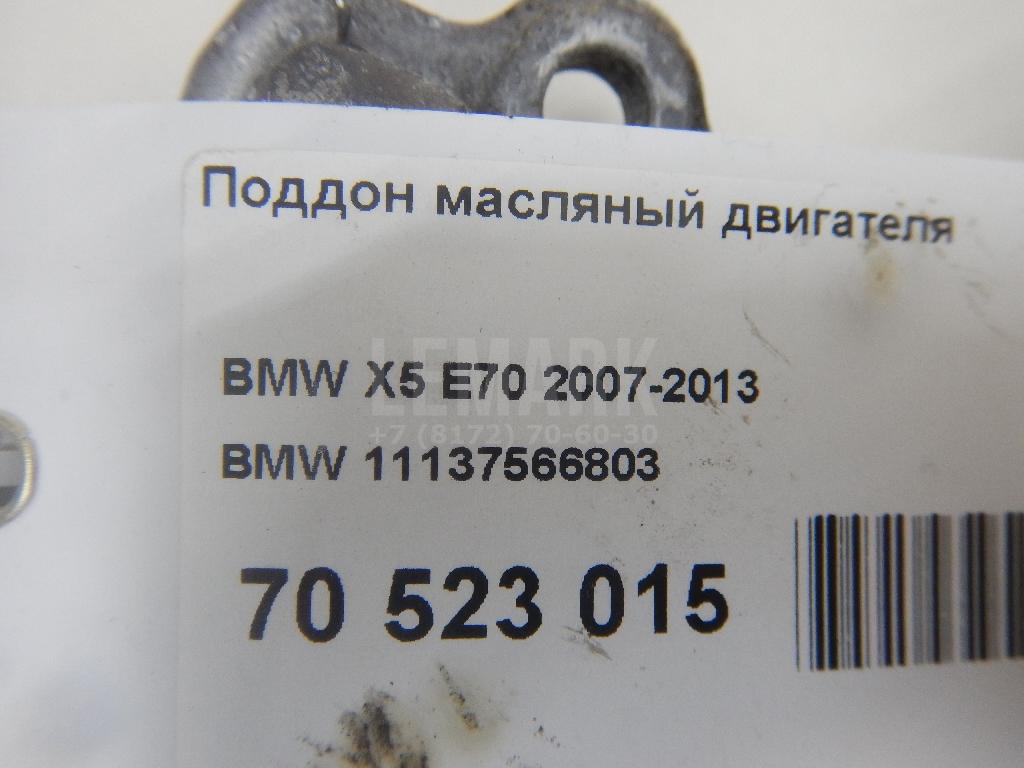 Поддон масляный двигателя
LEMARK
BMW X5 E70 2007-2013
+7 (8172) 70-60-30
BMW 11137566803
70 523 015